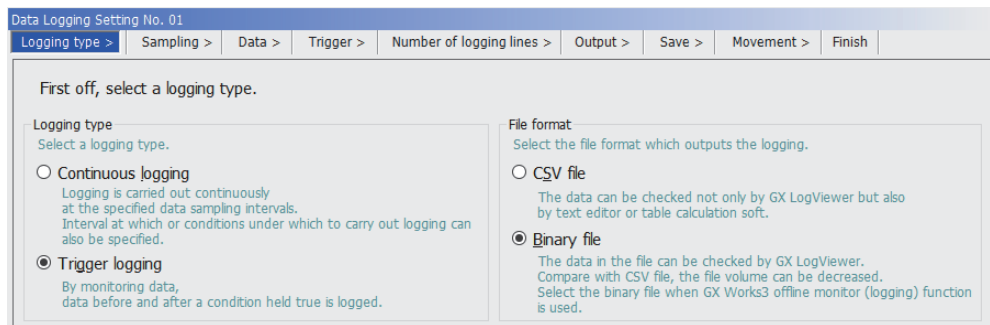 Data Logging Setting No. 01
Logging type > Sampling > Data > Trigger > Number of logging lines > Output > Save > Movement > Finish
First off, select a logging type.
Logging type
Select a logging type.
Continuous logging
Logging is carried out continuously
at the specified data sampling intervals.
Interval at which or conditions under which to carry out logging can
also be specified.
Trigger logging
By monitoring data,
data before and after a condition held true is logged.
File format
Select the file format which outputs the logging.
CSV file
The data can be checked not only by GX LogViewer but also
by text editor or table calculation soft.
Binary file
The data in the file can be checked by GX LogViewer.
Compare with CSV file, the file volume can be decreased.
Select the binary file when GX Works3 offline monitor (logging) function
is used.